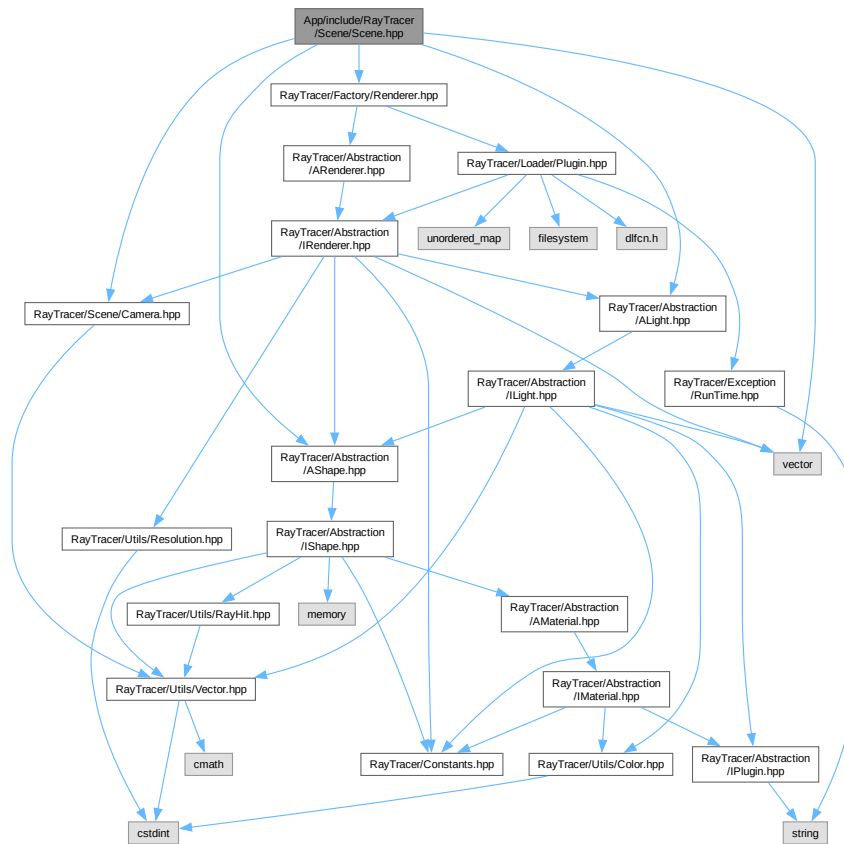 App/include/RayTracer
/Scene/Scene.hpp
RayTracer/Factory/Renderer.hpp
RayTracer/Abstraction
/ARenderer.hpp
RayTracer/Loader/Plugin.hpp
RayTracer/Abstraction
/IRenderer.hpp
unordered_map
filesystem
dlfcn.h
RayTracer/Scene/Camera.hpp
RayTracer/Abstraction
/ALight.hpp
RayTracer/Abstraction
/ILight.hpp
RayTracer/Exception
/RunTime.hpp
RayTracer/Abstraction
/AShape.hpp
vector
RayTracer/Utils/Resolution.hpp
RayTracer/Abstraction
/IShape.hpp
RayTracer/Utils/RayHit.hpp
memory
RayTracer/Abstraction
/AMaterial.hpp
RayTracer/Utils/Vector.hpp
RayTracer/Abstraction
/IMaterial.hpp
cmath
RayTracer/Constants.hpp
RayTracer/Utils/Color.hpp
RayTracer/Abstraction
/IPlugin.hpp
cstdint
string